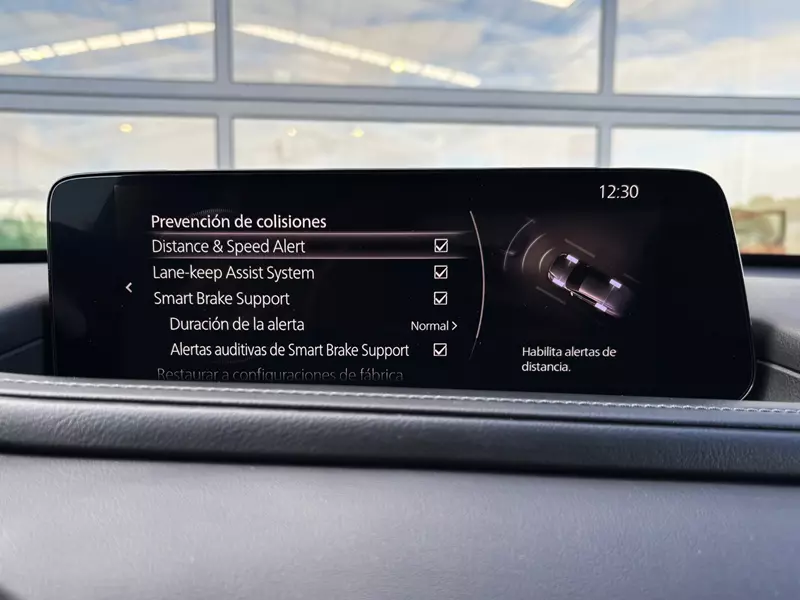 12:30
Prevención de colisiones
Distance & Speed Alert
Lane-keep Assist System
Smart Brake Support
Duración de la alerta Normal
Alertas auditivas de Smart Brake Support
Restaurar a configuraciones de fábrica
Habilita alertas de
distancia.